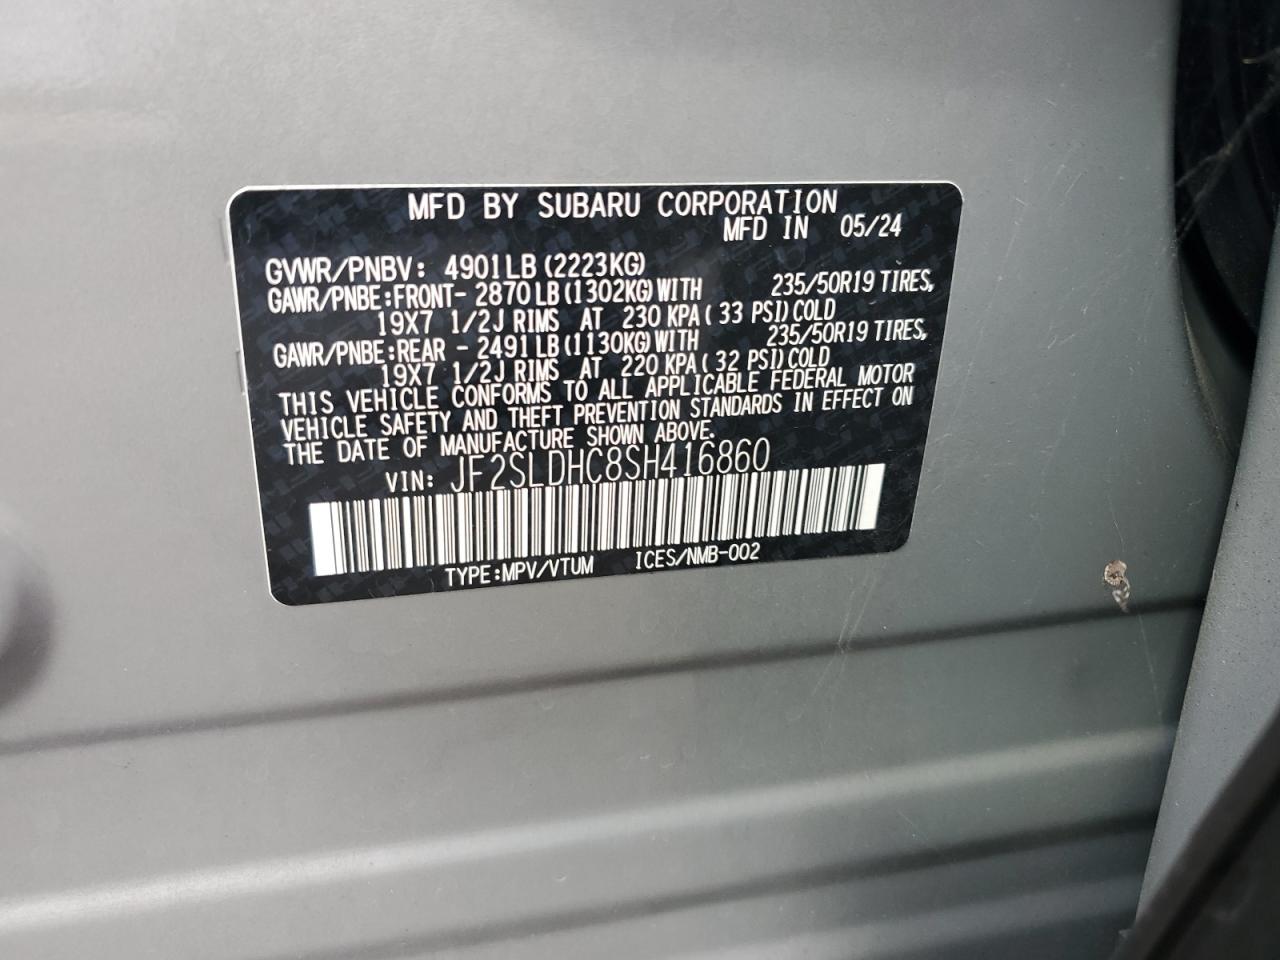 MFD BY SUBARU CORPORATION
MFD IN 05/24
GVWR/PNBV: 4901LB(2223KG)
GAWR/PNBE:FRONT- 2870LB(1302KG)WITH 235/50R19 TIRES,
19X7 1/2J RIMS AT 230 KPA( 33 PSI)COLD
GAWR/PNBE:REAR - 2491LB(1130KG)WITH 235/50R19 TIRES,
19X7 1/2J RIMS AT 220 KPA( 32 PSI)COLD
THIS VEHICLE CONFORMS TO ALL APPLICABLE FEDERAL MOTOR
VEHICLE SAFETY AND THEFT PREVENTION STANDARDS IN EFFECT ON
THE DATE OF MANUFACTURE SHOWN ABOVE.
VIN: JF2SLDHC8SH416860
TYPE:MPV/VTUM ICES/NMB-002